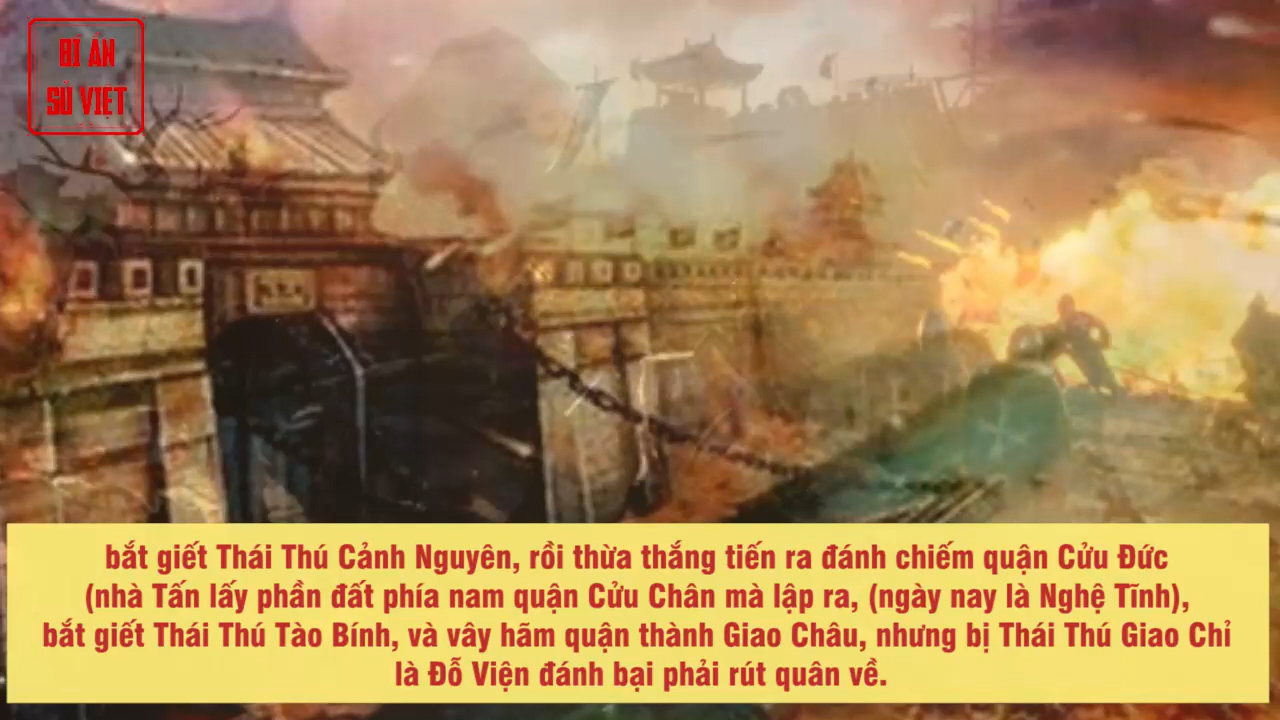 BÍ ẨN
SỬ VIỆT
bắt giết Thái Thú Cảnh Nguyên, rồi thừa thắng tiến ra đánh chiếm quận Cửu Đức
(nhà Tấn lấy phần đất phía nam quận Cửu Chân mà lập ra, (ngày nay là Nghệ Tĩnh),
bắt giết Thái Thú Tào Bính, và vây hãm quận thành Giao Châu, nhưng bị Thái Thú Giao Chỉ
là Đỗ Viện đánh bại phải rút quân về.